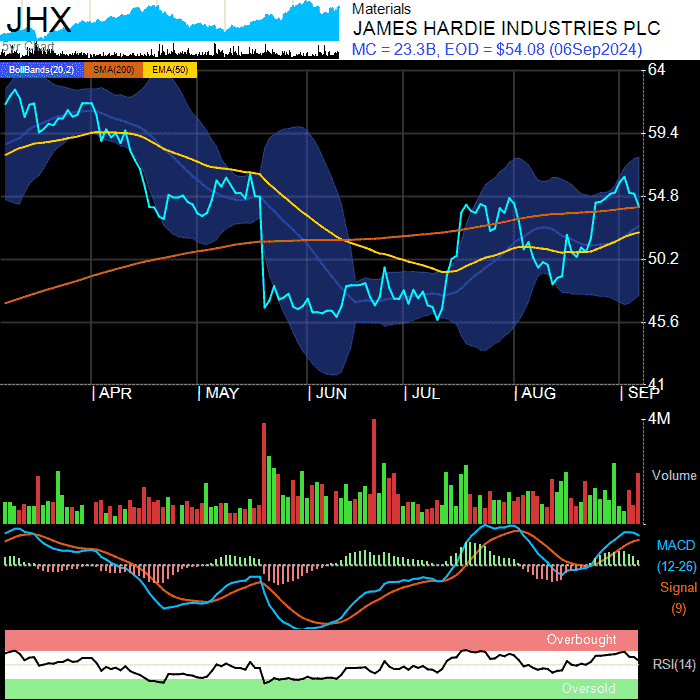 JHX
5yr Chart
Materials
JAMES HARDIE INDUSTRIES PLC
MC = 23.3B, EOD = $54.08 (06Sep2024)
BollBands(20,2) SMA(200) EMA(50)
64
59.4
54.8
50.2
45.6
41
APR MAY JUN JUL AUG SEP
4M
Volume
MACD
(12-26)
Signal
(9)
Overbought
RSI(14)
Oversold